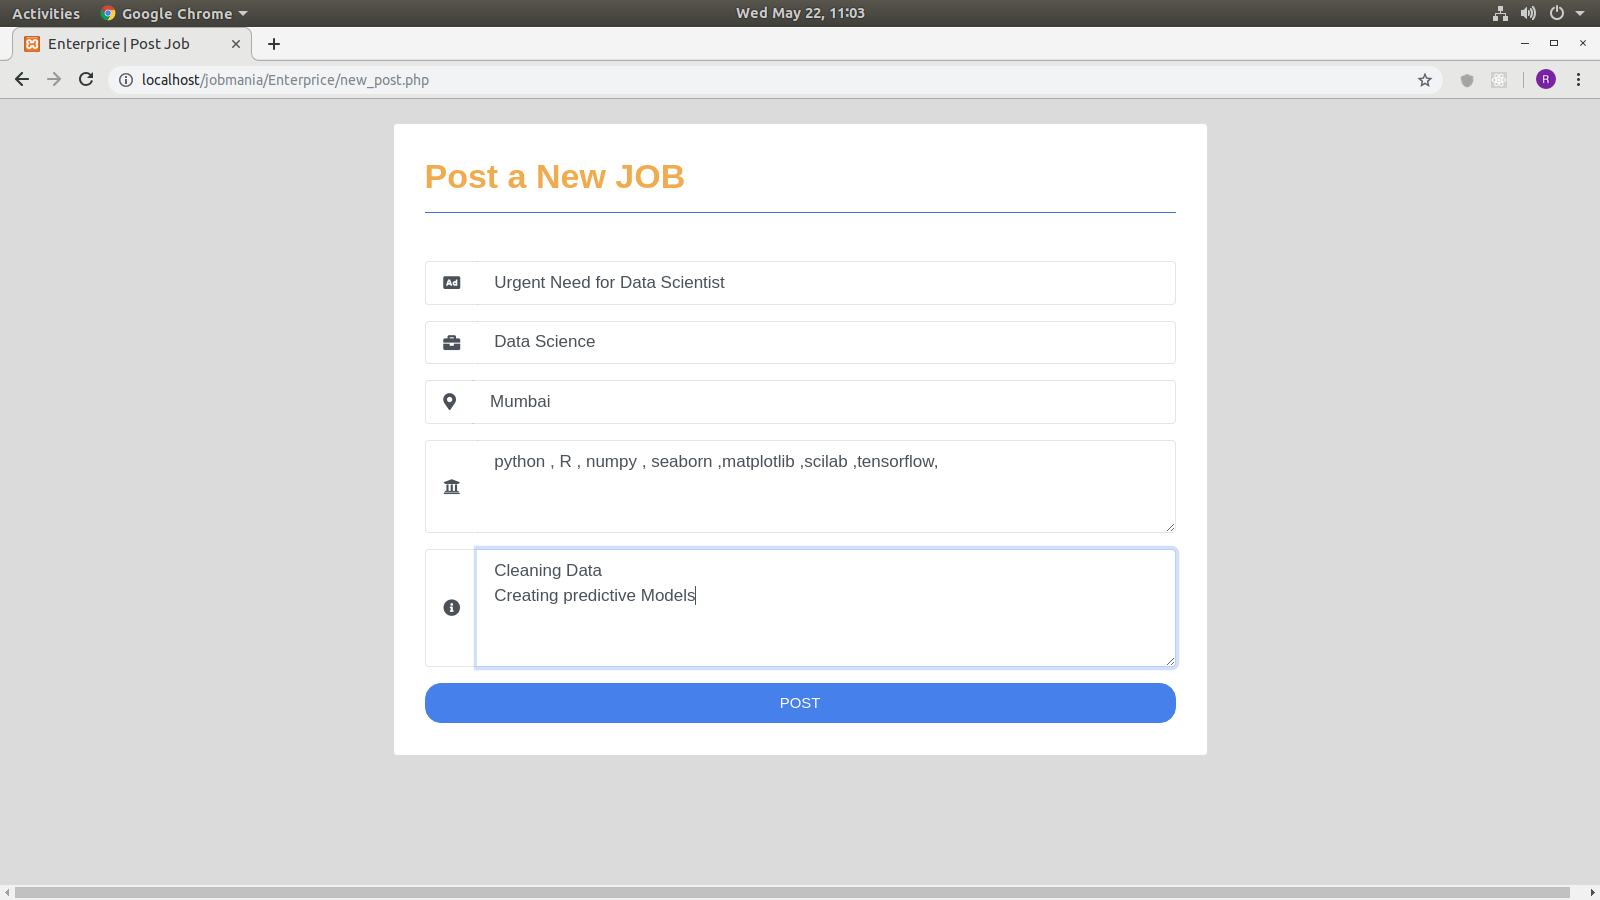 Activities
Google Chrome
Wed May 22, 11:03
Enterprice | Post Job
localhost/jobmania/Enterprice/new_post.php
R
Post a New JOB
Ad
Urgent Need for Data Scientist
Data Science
Mumbai
python , R , numpy , seaborn ,matplotlib ,scilab ,tensorflow,
Cleaning Data
Creating predictive Models
POST